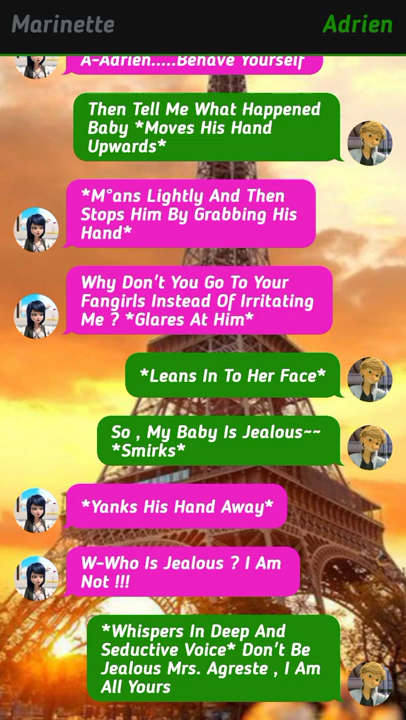 Marinette
Adrien
A-Adrien.....Behave Yourself
Then Tell Me What Happened
Baby *Moves His Hand
Upwards*
*M°ans Lightly And Then
Stops Him By Grabbing His
Hand*
Why Don't You Go To Your
Fangirls Instead Of Irritating
Me ? *Glares At Him*
*Leans In To Her Face*
So , My Baby Is Jealous~~
*Smirks*
*Yanks His Hand Away*
W-Who Is Jealous ? I Am
Not !!!
*Whispers In Deep And
Seductive Voice* Don't Be
Jealous Mrs. Agreste , I Am
All Yours